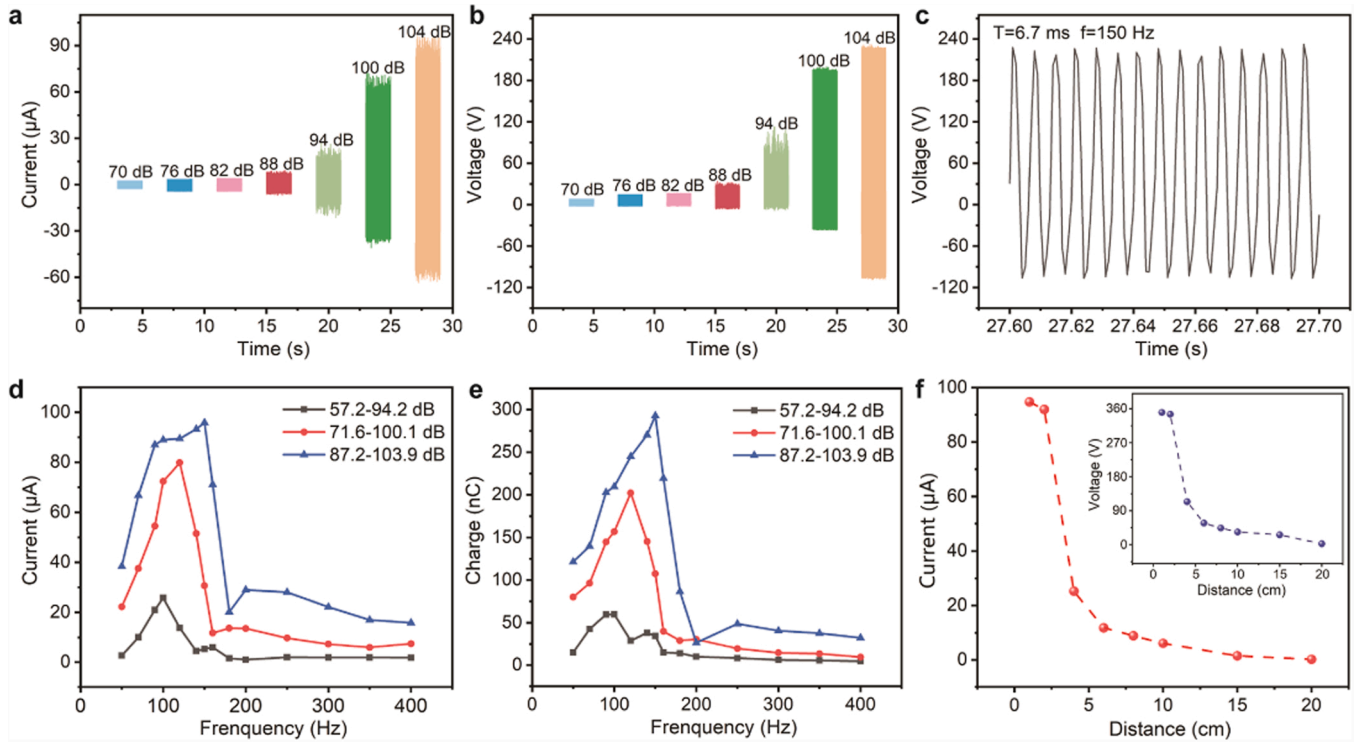 a
104 dB
100 dB
94 dB
88 dB
82 dB
76 dB
70 dB
90
60
30
0
-30
-60
Current (μA)
0 5 10 15 20 25 30
Time (s)
b
104 dB
100 dB
94 dB
88 dB
82 dB
76 dB
70 dB
240
180
120
60
0
-60
-120
Voltage (V)
0 5 10 15 20 25 30
Time (s)
c
T=6.7 ms f=150 Hz
240
180
120
60
0
-60
-120
Voltage (V)
27.60 27.62 27.64 27.66 27.68 27.70
Time (s)
d
57.2-94.2 dB
71.6-100.1 dB
87.2-103.9 dB
100
80
60
40
20
0
Current (μA)
0 100 200 300 400
Frenquency (Hz)
e
57.2-94.2 dB
71.6-100.1 dB
87.2-103.9 dB
300
250
200
150
100
50
0
Charge (nC)
0 100 200 300 400
Frenquency (Hz)
f
100
80
60
40
20
0
Current (μA)
0 5 10 15 20
Distance (cm)
360
270
180
90
0
Voltage (V)
0 5 10 15 20
Distance (cm)